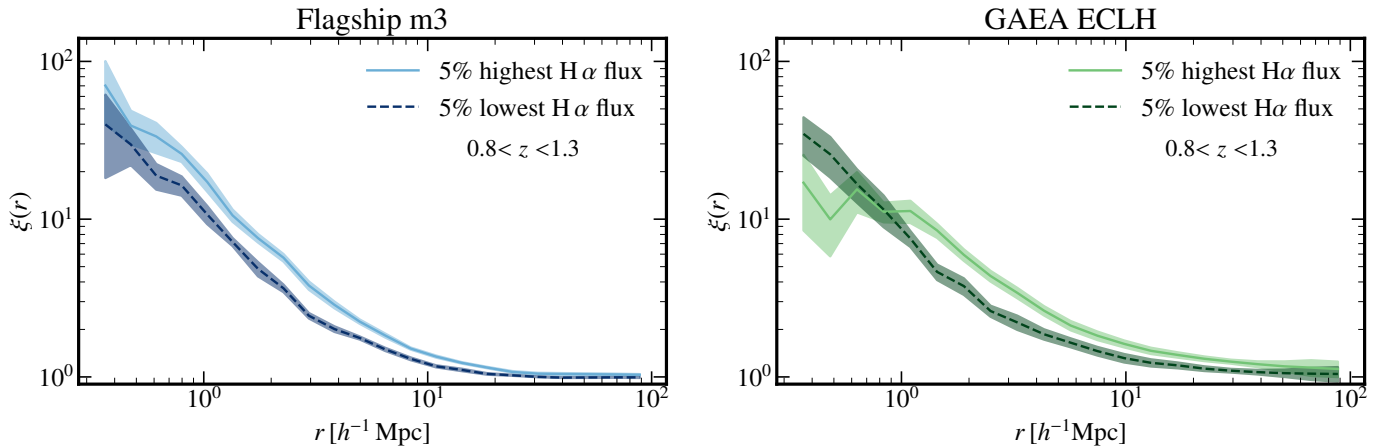 Flagship m3
10²
10¹
10⁰
ξ(r)
5% highest H α flux
5% lowest H α flux
0.8< z <1.3
10⁰
10¹
10²
r [h⁻¹ Mpc]
GAEA ECLH
10²
10¹
10⁰
ξ(r)
5% highest Hα flux
5% lowest Hα flux
0.8< z <1.3
10⁰
10¹
10²
r [h⁻¹Mpc]